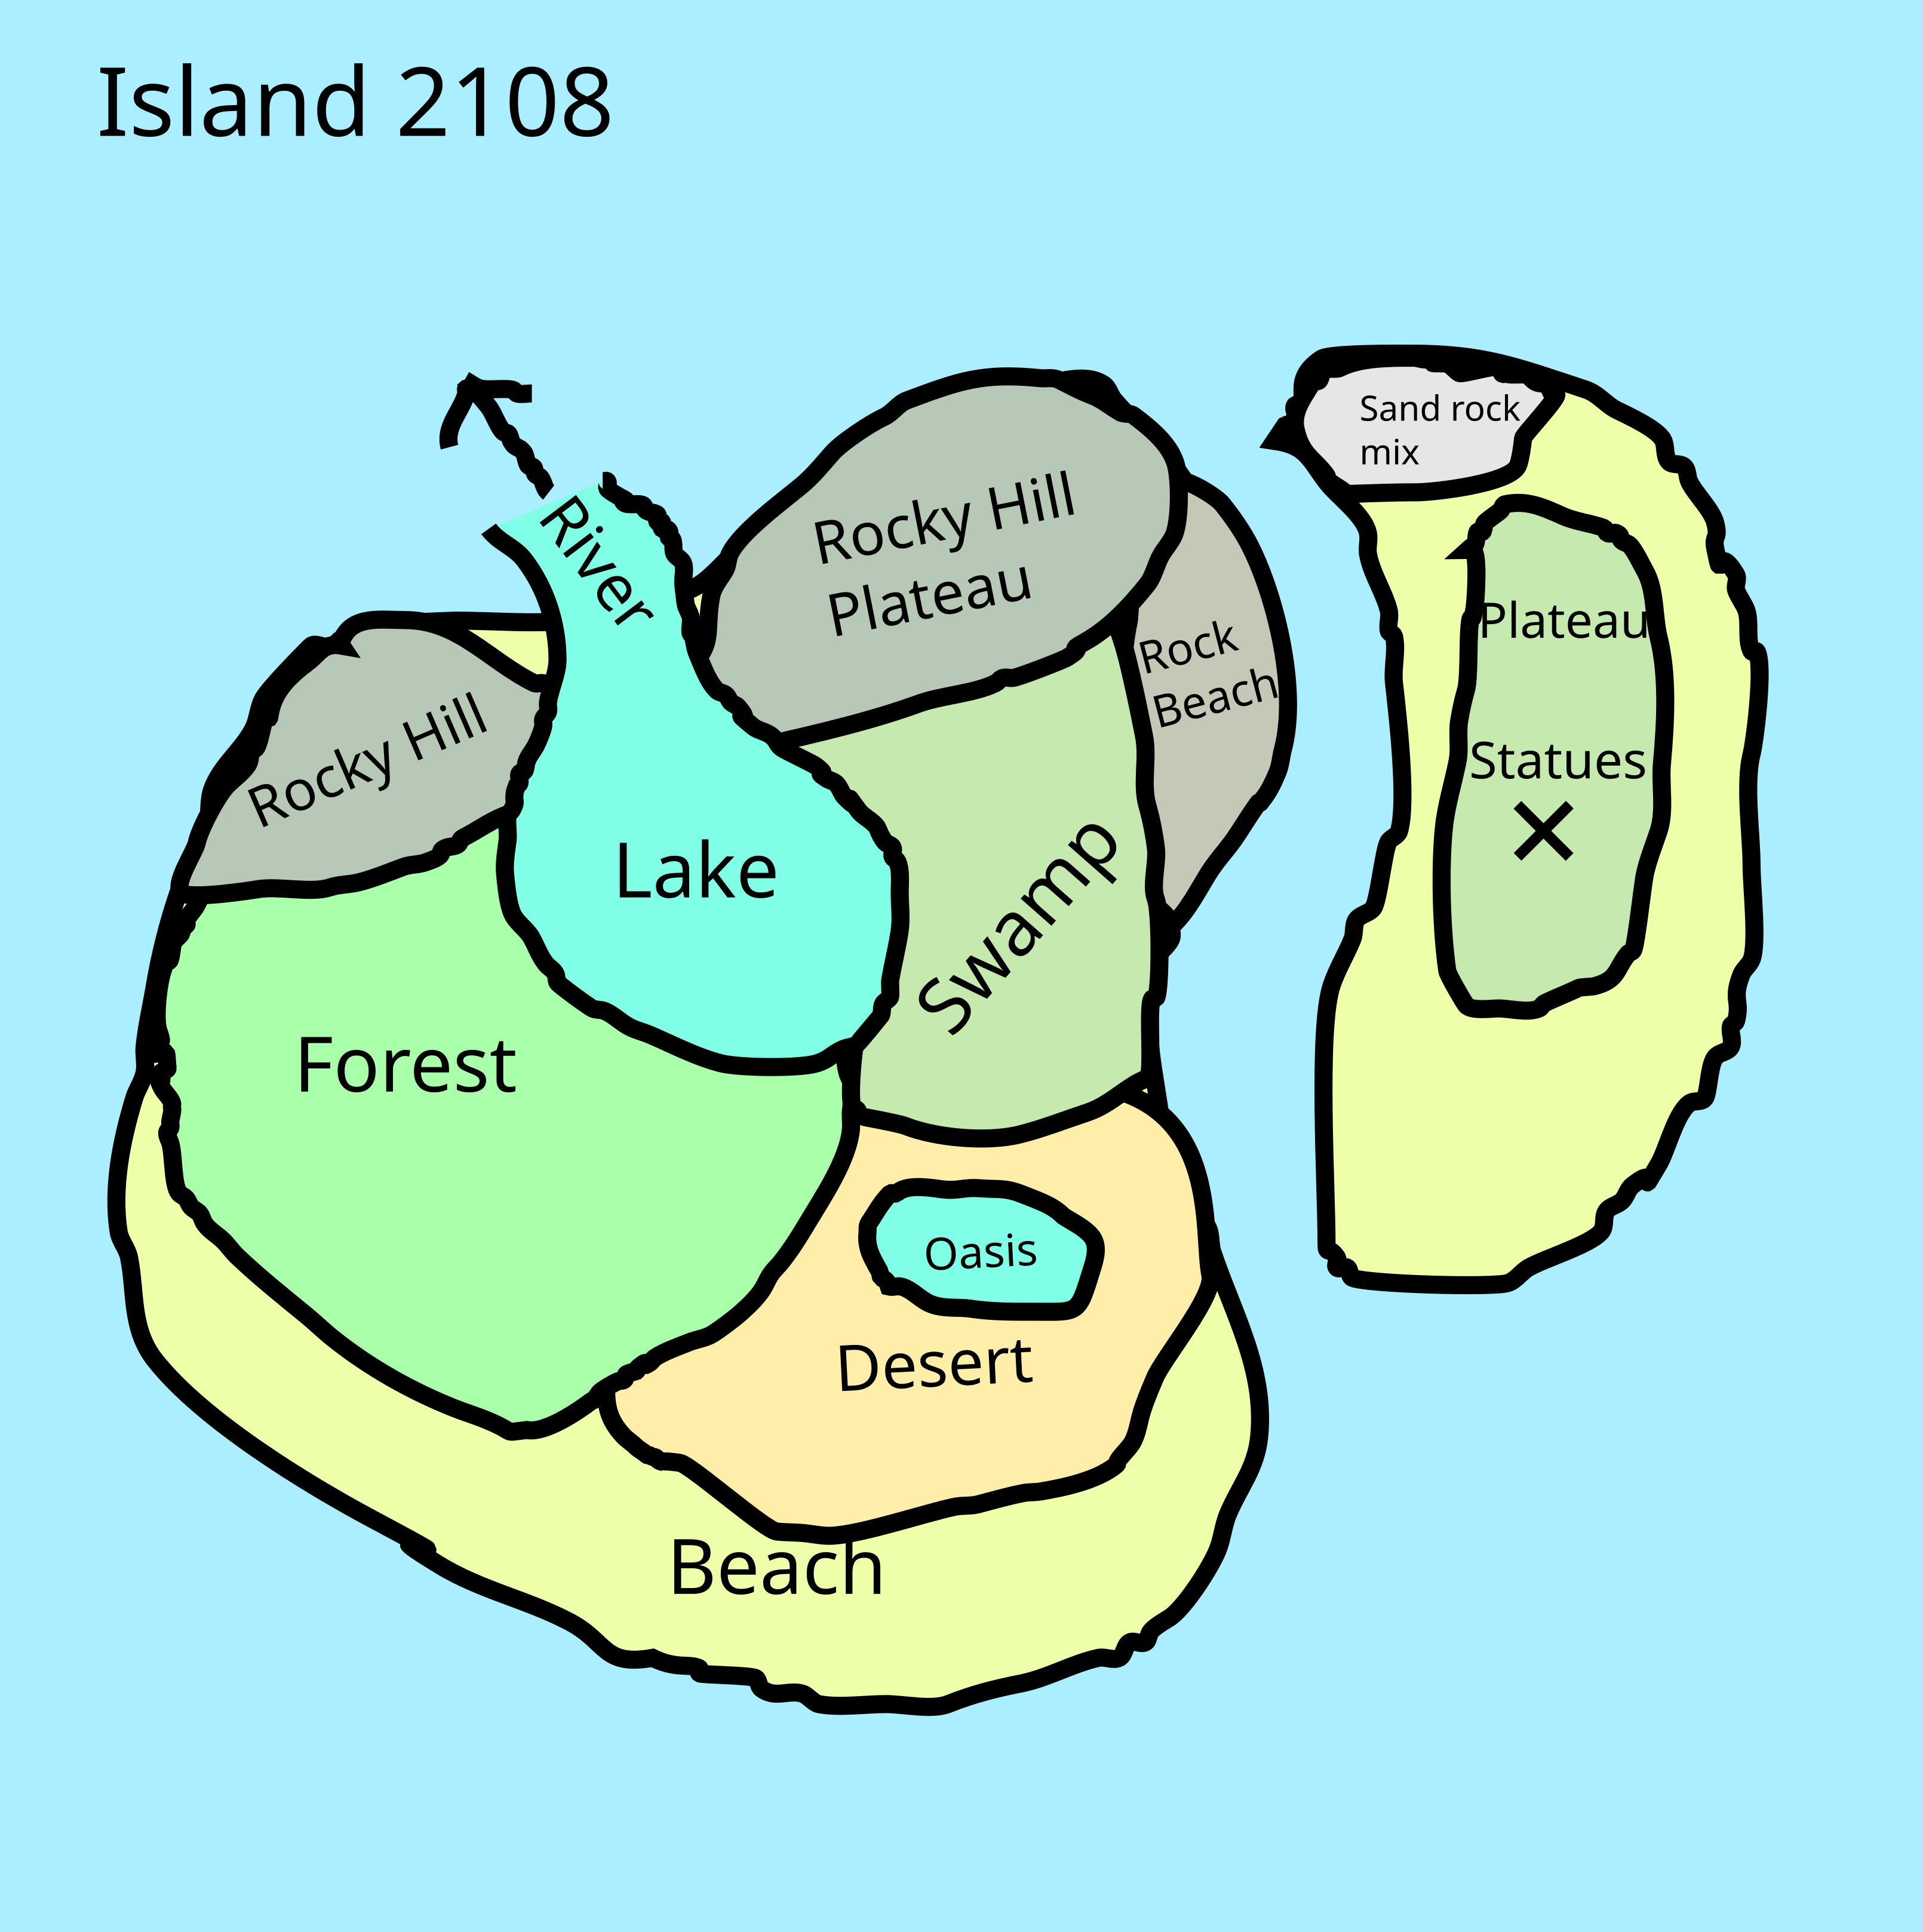 Island 2108
Sand rock
mix
River
Rocky Hill
Plateau
Plateau
Rock
Beach
Rocky Hill
Statues
Lake
Swamp
Forest
Oasis
Desert
Beach